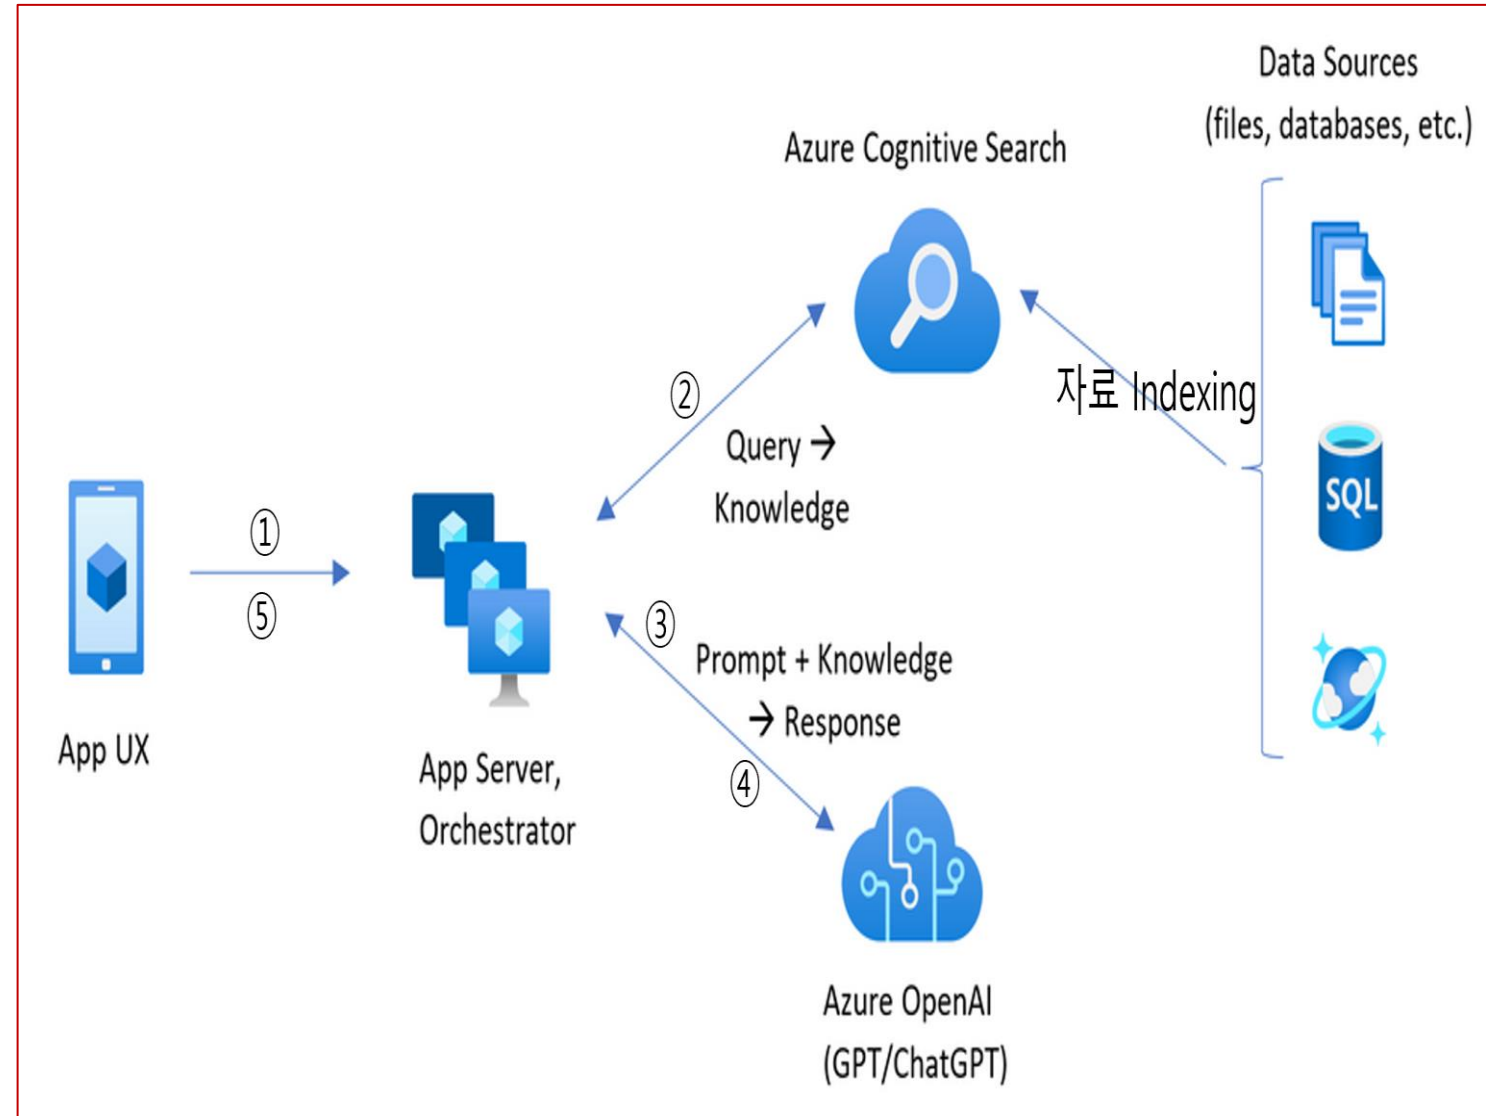 Data Sources
(files, databases, etc.)
Azure Cognitive Search
자료 Indexing
②
Query →
Knowledge
SQL
①
⑤
③
Prompt + Knowledge
→ Response
④
App UX
App Server,
Orchestrator
Azure OpenAI
(GPT/ChatGPT)